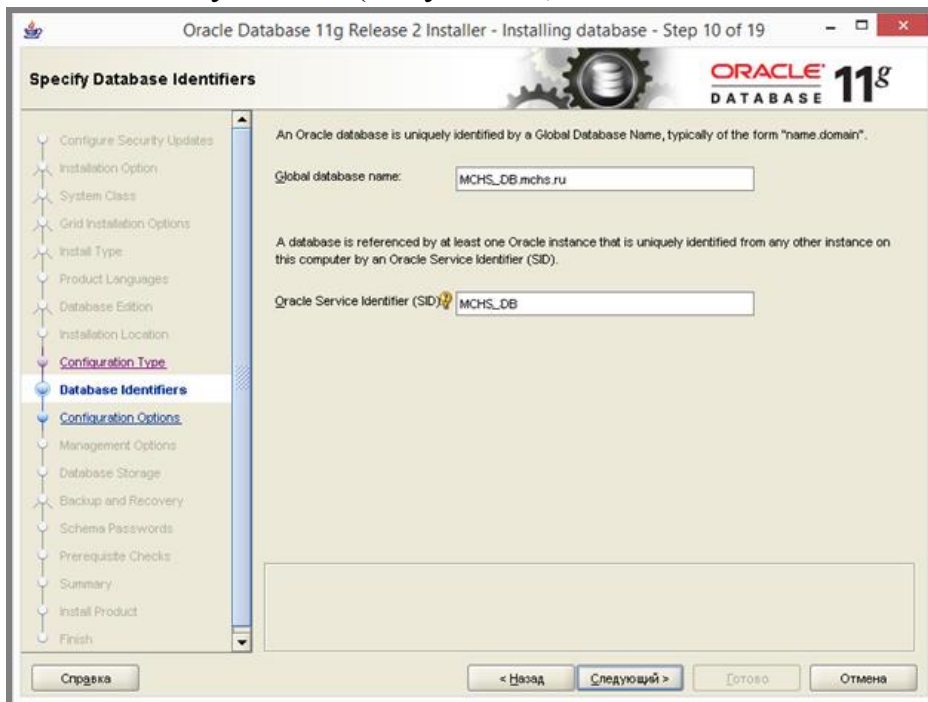 Oracle Database 11g Release 2 Installer - Installing database - Step 10 of 19
Specify Database Identifiers
ORACLE
DATABASE
11g
Configure Security Updates
Installation Option
System Class
Grid Installation Options
Install Type
Product Languages
Database Edition
Installation Location
Configuration Type
Database Identifiers
Configuration Options
Management Options
Database Storage
Backup and Recovery
Schema Passwords
Prerequisite Checks
Summary
Install Product
Finish
An Oracle database is uniquely identified by a Global Database Name, typically of the form "name.domain".
Global database name:
MCHS_DB.mchs.ru
A database is referenced by at least one Oracle instance that is uniquely identified from any other instance on
this computer by an Oracle Service Identifier (SID).
Oracle Service Identifier (SID)
MCHS_DB
Справка
< Назад
Следующий >
Готово
Отмена